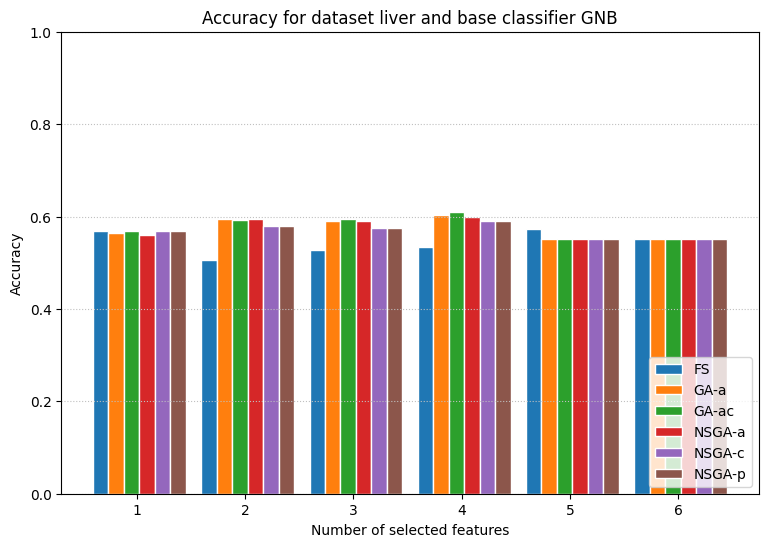 Accuracy for dataset liver and base classifier GNB
1.0
0.8
0.6
0.4
0.2
0.0
Accuracy
1 2 3 4 5 6
Number of selected features
FS
GA-a
GA-ac
NSGA-a
NSGA-c
NSGA-p